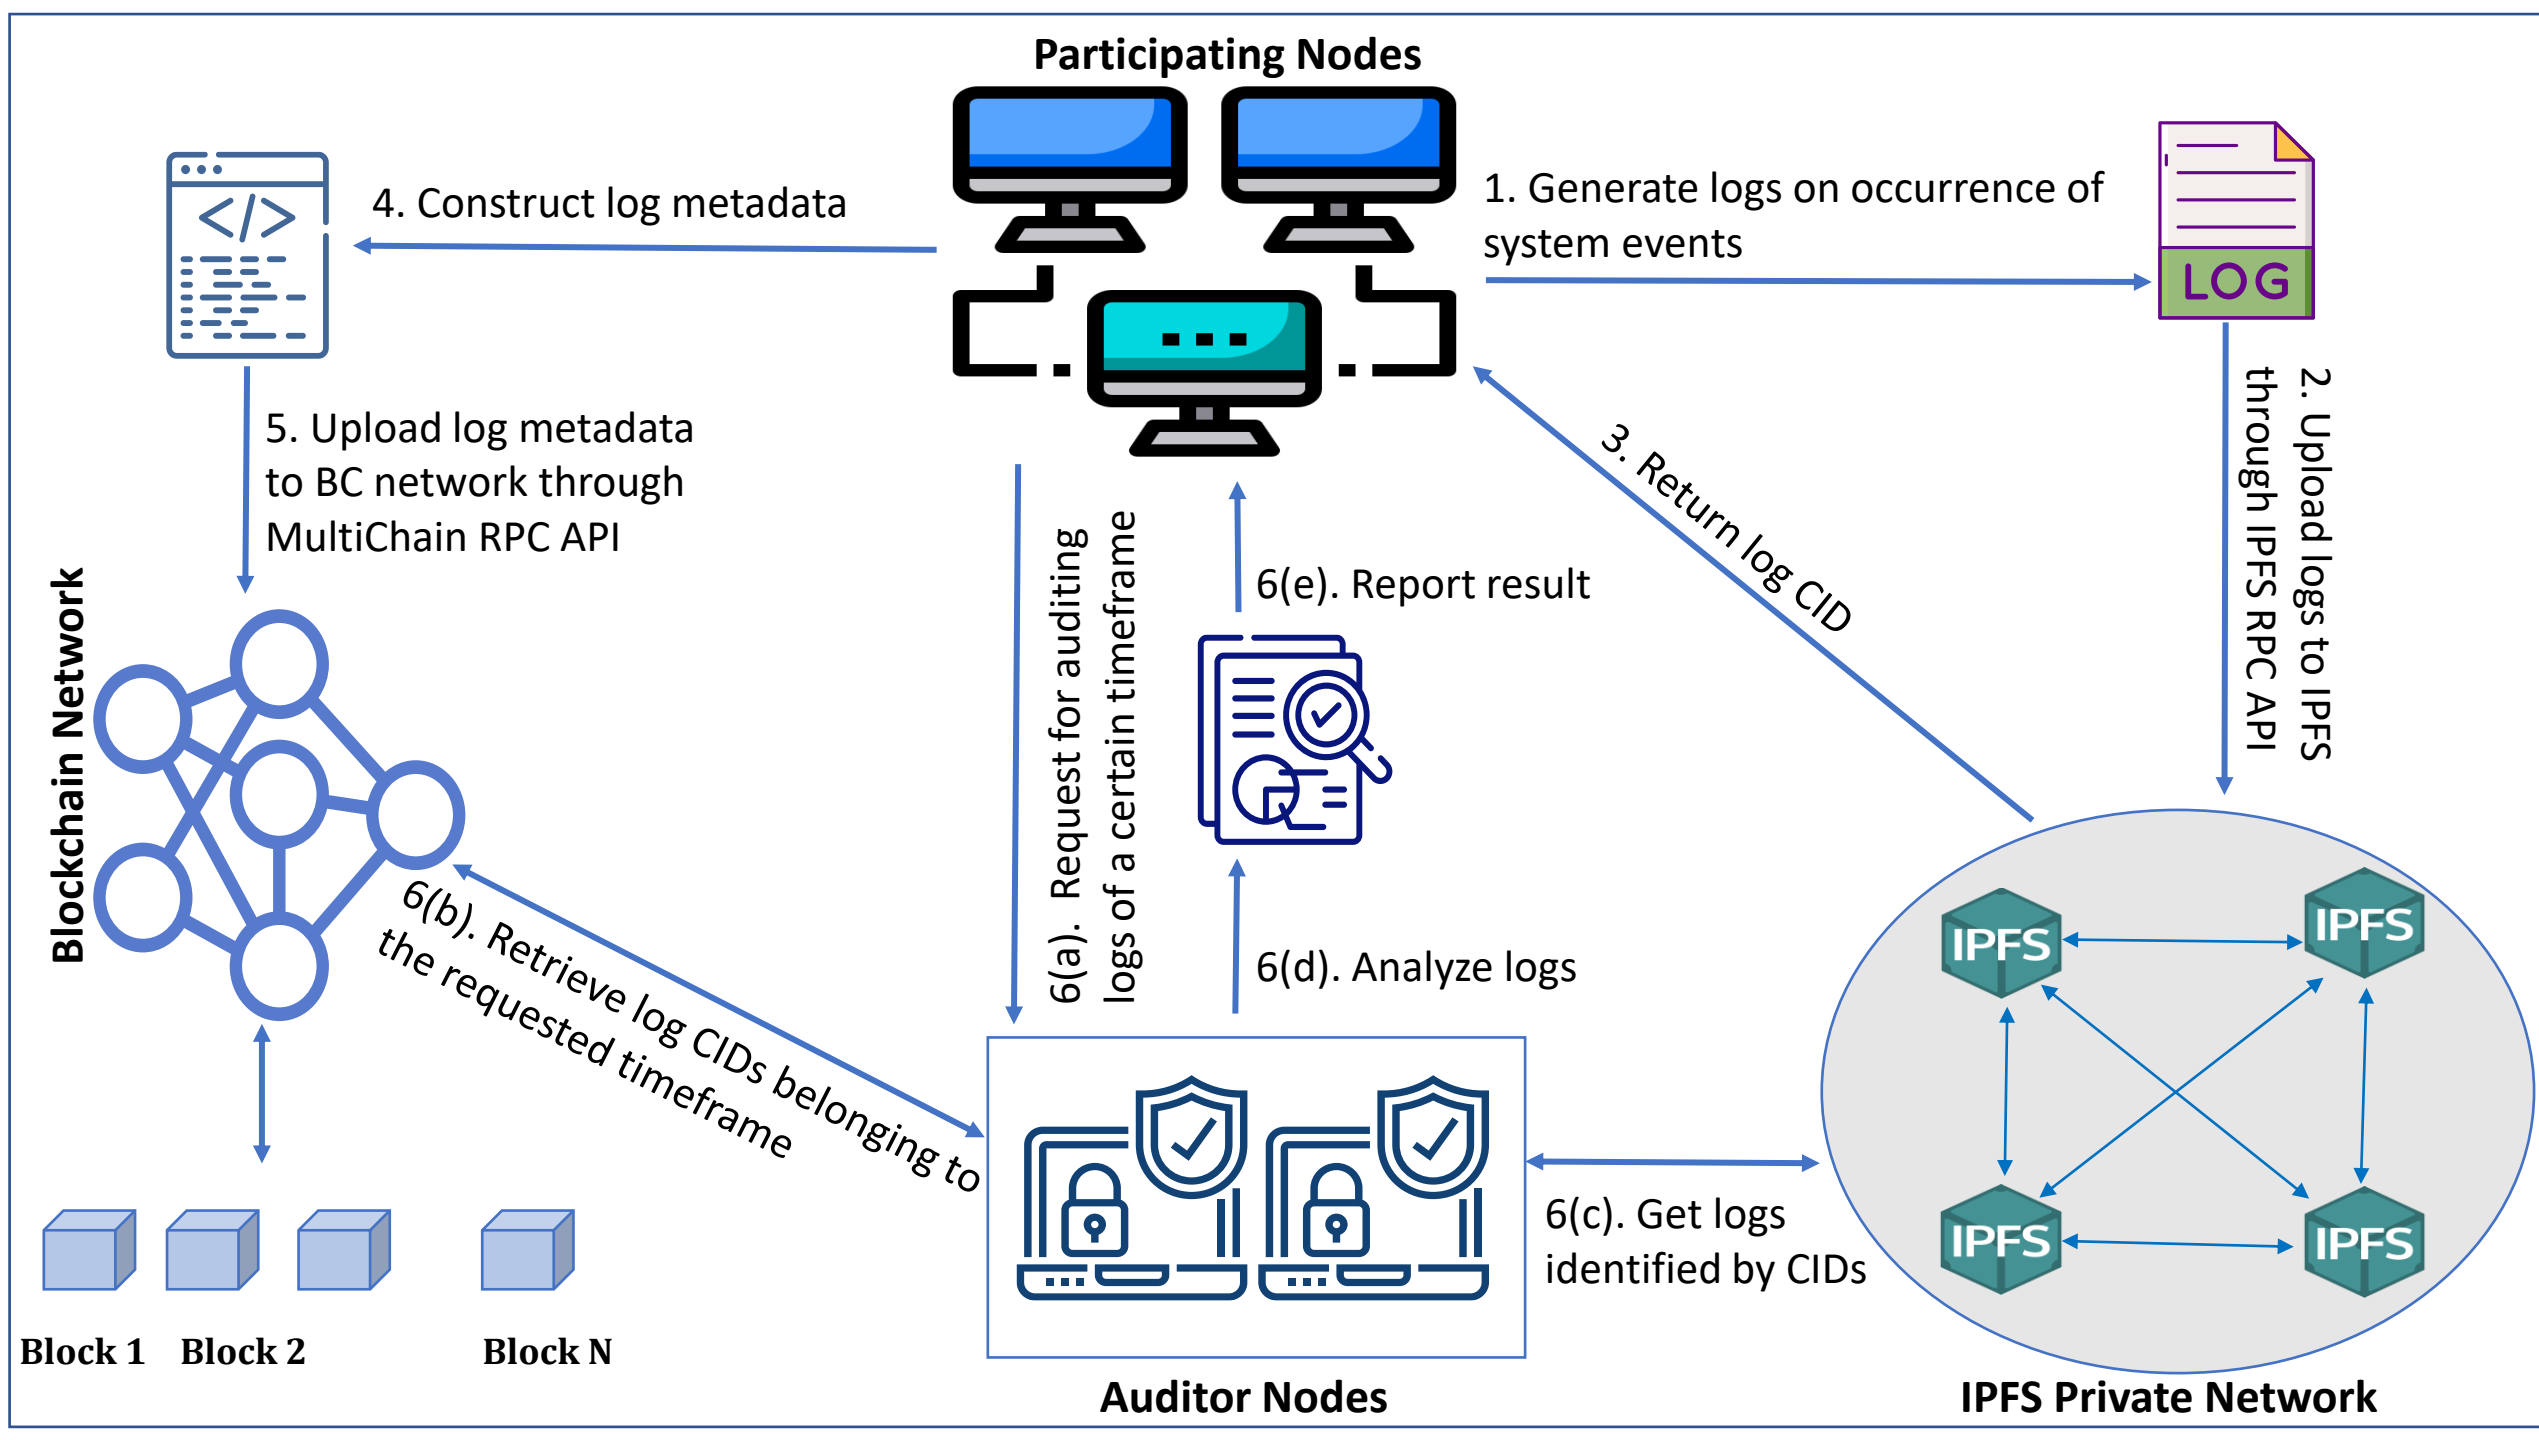 Participating Nodes
1. Generate logs on occurrence of
system events
LOG
2. Upload logs to IPFS
through IPFS RPC API
3. Return log CID
4. Construct log metadata
5. Upload log metadata
to BC network through
MultiChain RPC API
Blockchain Network
6(a). Request for auditing
logs of a certain timeframe
6(b). Retrieve log CIDs belonging to
the requested timeframe
6(c). Get logs
identified by CIDs
6(d). Analyze logs
6(e). Report result
IPFS
IPFS
IPFS
IPFS
Block 1
Block 2
Block N
Auditor Nodes
IPFS Private Network